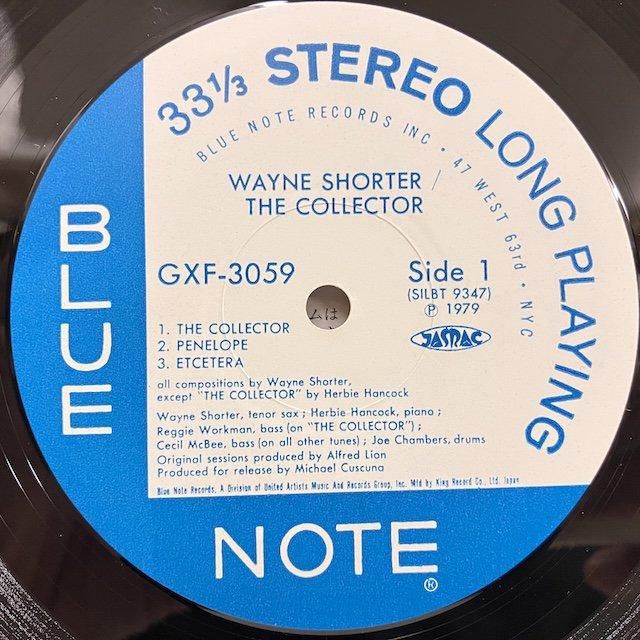 33⅓ STEREO LONG PLAYING
BLUE NOTE RECORDS INC • 47 WEST 63rd • NYC
WAYNE SHORTER
THE COLLECTOR
GXF-3059
Side 1
(SILBT 9347)
Ⓟ 1979
JASRAC
ムは
1. THE COLLECTOR
2. PENELOPE
3. ETCETERA
all compositions by Wayne Shorter,
except "THE COLLECTOR" by Herbie Hancock
Wayne Shorter, tenor sax ; Herbie Hancock, piano ;
Reggie Workman, bass (on "THE COLLECTOR") ;
Cecil McBee, bass (on all other tunes) ; Joe Chambers, drums
Original sessions produced by Alfred Lion
Produced for release by Michael Cuscuna
Blue Note Records, A Division of United Artists Music And Records Group, Inc. Mfd by King Record Co., Ltd. Japan
BLUE
NOTE®